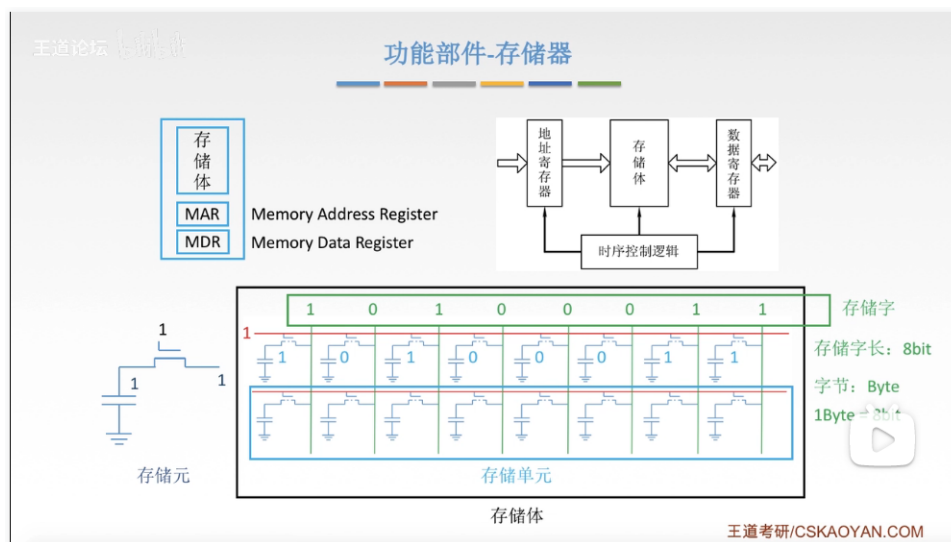 王道论坛
功能部件-存储器
存储体
MAR
Memory Address Register
MDR
Memory Data Register
地址寄存器
存储体
数据寄存器
时序控制逻辑
1 0 1 0 0 0 1 1
存储字
1
1 0 1 0 0 0 1 1
存储字长：8bit
字节：Byte
1Byte = 8bit
1
1
1
存储元
存储单元
存储体
王道考研/CSKAOYAN.COM